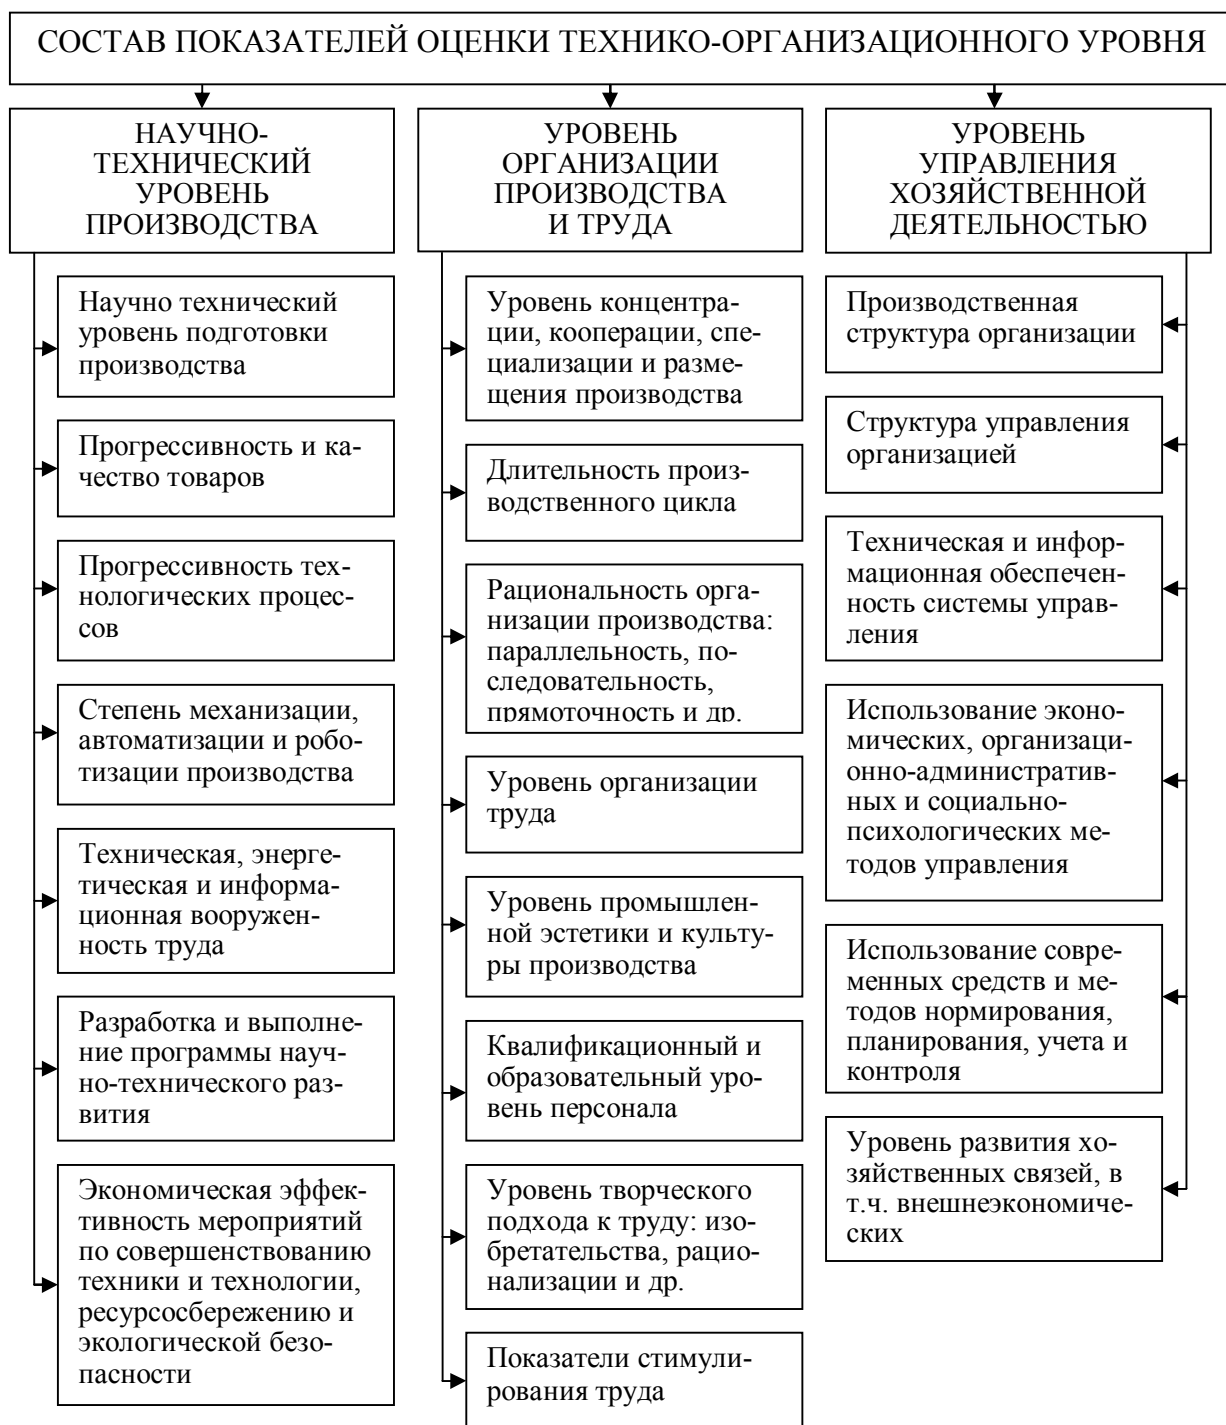 СОСТАВ ПОКАЗАТЕЛЕЙ ОЦЕНКИ ТЕХНИКО-ОРГАНИЗАЦИОННОГО УРОВНЯ
НАУЧНО-
ТЕХНИЧЕСКИЙ
УРОВЕНЬ
ПРОИЗВОДСТВА
Научно технический
уровень подготовки
производства
Прогрессивность и ка-
чество товаров
Прогрессивность тех-
нологических процес-
сов
Степень механизации,
автоматизации и робо-
тизации производства
Техническая, энерге-
тическая и информа-
ционная вооружен-
ность труда
Разработка и выполне-
ние программы науч-
но-технического раз-
вития
Экономическая эффек-
тивность мероприятий
по совершенствованию
техники и технологии,
ресурсосбережению и
экологической безо-
пасности
УРОВЕНЬ
ОРГАНИЗАЦИИ
ПРОИЗВОДСТВА
И ТРУДА
Уровень концентра-
ции, кооперации, спе-
циализации и разме-
щения производства
Длительность произ-
водственного цикла
Рациональность орга-
низации производства:
параллельность, по-
следовательность,
прямоточность и др.
Уровень организации
труда
Уровень промышлен-
ной эстетики и культу-
ры производства
Квалификационный и
образовательный уро-
вень персонала
Уровень творческого
подхода к труду: изо-
бретательства, рацио-
нализации и др.
Показатели стимули-
рования труда
УРОВЕНЬ
УПРАВЛЕНИЯ
ХОЗЯЙСТВЕННОЙ
ДЕЯТЕЛЬНОСТЬЮ
Производственная
структура организации
Структура управления
организацией
Техническая и инфор-
мационная обеспечен-
ность системы управ-
ления
Использование эконо-
мических, организаци-
онно-административ-
ных и социально-
психологических ме-
тодов управления
Использование совре-
менных средств и ме-
тодов нормирования,
планирования, учета и
контроля
Уровень развития хо-
зяйственных связей, в
т.ч. внешнеэкономиче-
ских